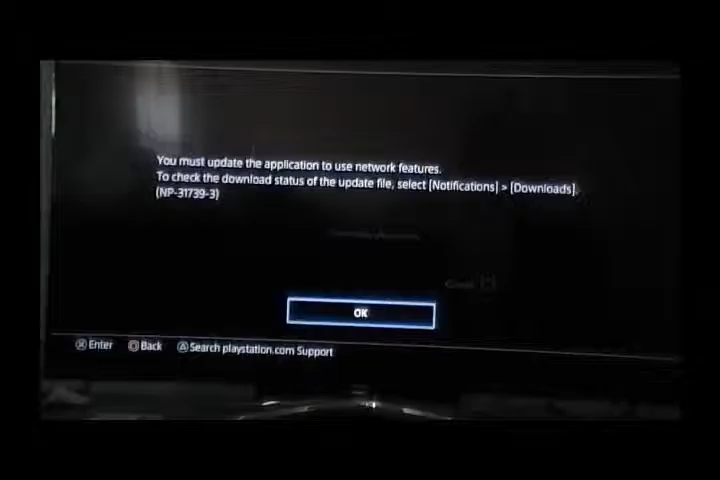 You must update the application to use network features.
To check the download status of the update file, select [Notifications] > [Downloads].
(NP-31739-3)
OK
Enter
Back
Search playstation.com Support